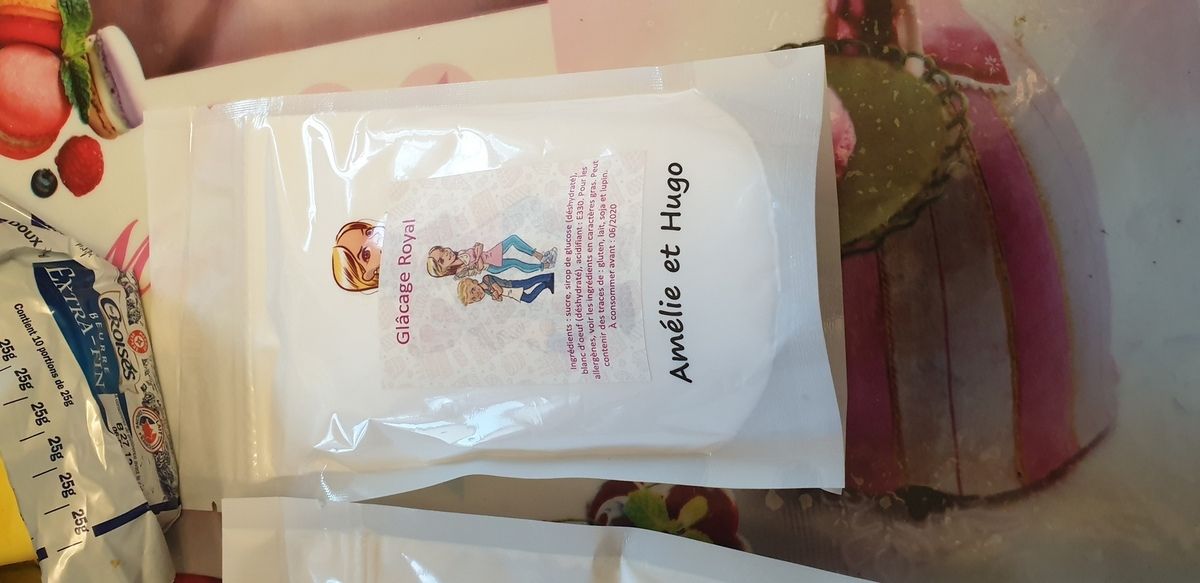 Glâcage Royal
Ingrédients : sucre, sirop de glucose (déshydraté),
blanc d'oeuf (déshydraté), acidifiant : E330. Pour les
allergènes, voir les ingrédients en caractères gras. Peut
contenir des traces de : gluten, lait, soja et lupin.
À consommer avant : 06/2020
Amélie et Hugo
DOUX
CROISÉS
BEURRE
EXTRA-FIN
Contient 10 portions de 25g
25g
25g
25g
25g
25g
25g